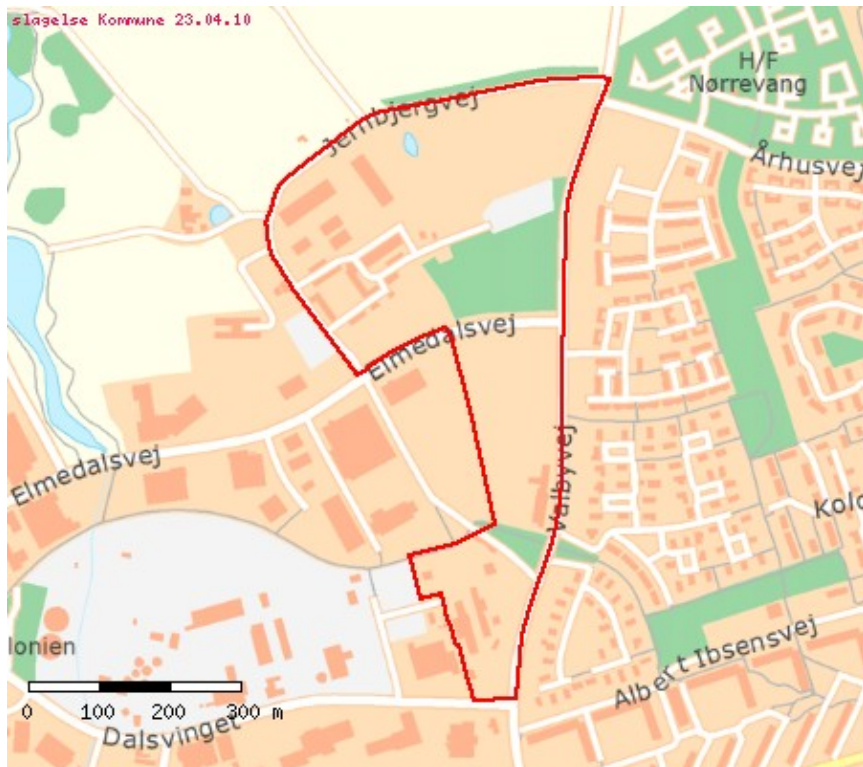 slagelse Kommune 23.04.10
H/F
Nørrevang
Jernbjergvej
Århusvej
Elmedalsvej
Valbyvej
Elmedalsvej
Kolo
lonien
Albert Ibsensvej
0 100 200 300 m
Dalsvinget